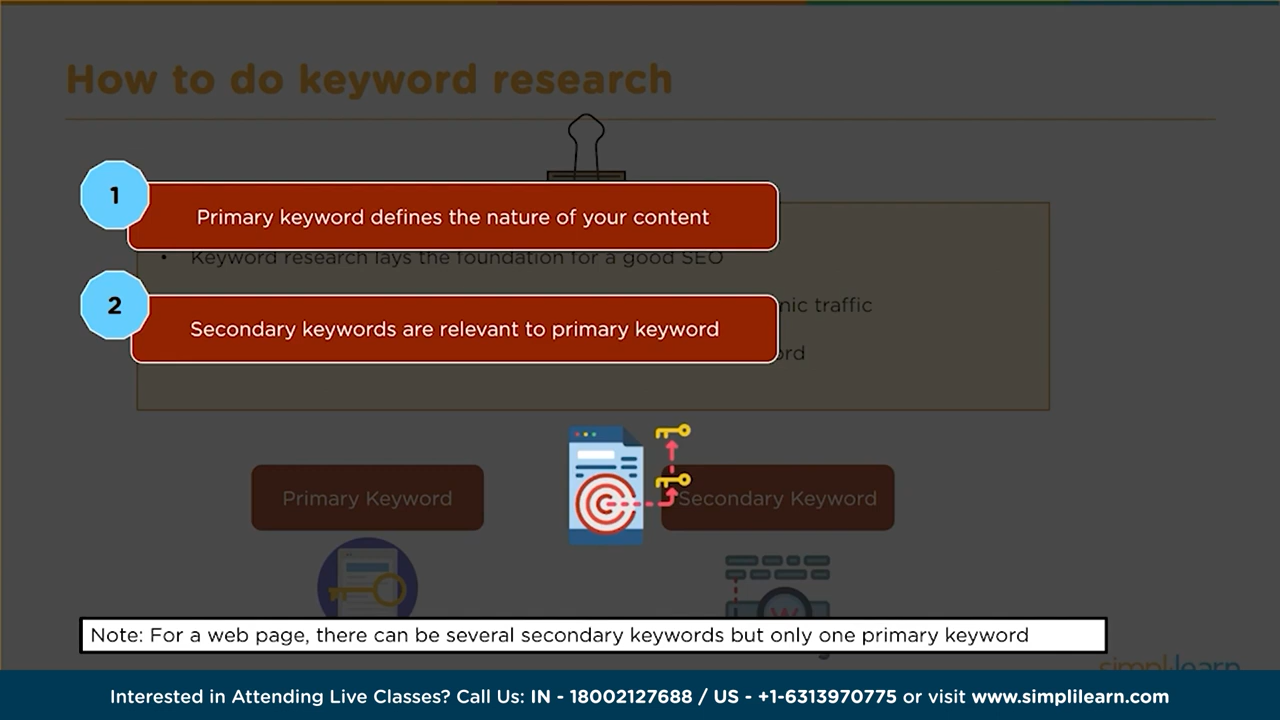 How to do keyword research
1
Primary keyword defines the nature of your content
Keyword research lays the foundation for a good SEO
2
traffic
Secondary keywords are relevant to primary keyword
Primary Keyword
Secondary Keyword
W
Note: For a web page, there can be several secondary keywords but only one primary keyword
simplilearn
Interested in Attending Live Classes? Call Us: IN - 18002127688 / US - +1-6313970775 or visit www.simplilearn.com